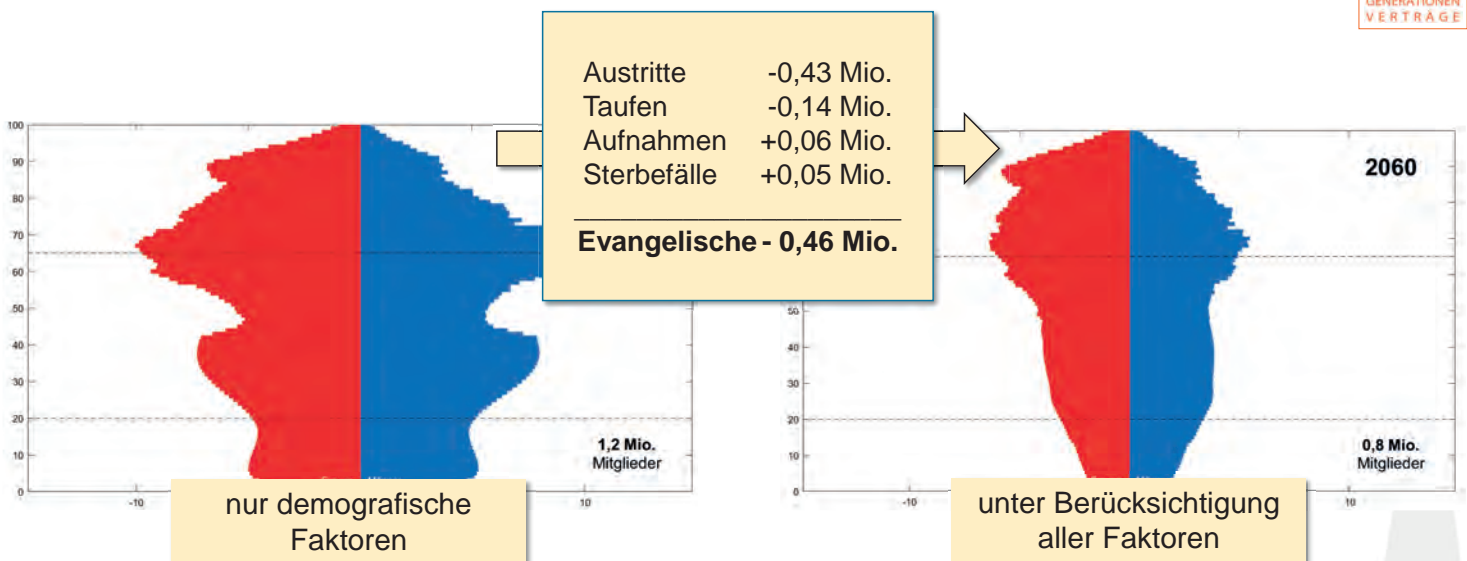 GENERATIONEN
VERTRÄGE
Austritte -0,43 Mio.
Taufen -0,14 Mio.
Aufnahmen +0,06 Mio.
Sterbefälle +0,05 Mio.
Evangelische - 0,46 Mio.
100
90
80
70
60
50
40
30
20
10
0
-10
10
1,2 Mio.
Mitglieder
nur demografische
Faktoren
2060
50
40
30
20
10
0
-10
10
0,8 Mio.
Mitglieder
unter Berücksichtigung
aller Faktoren